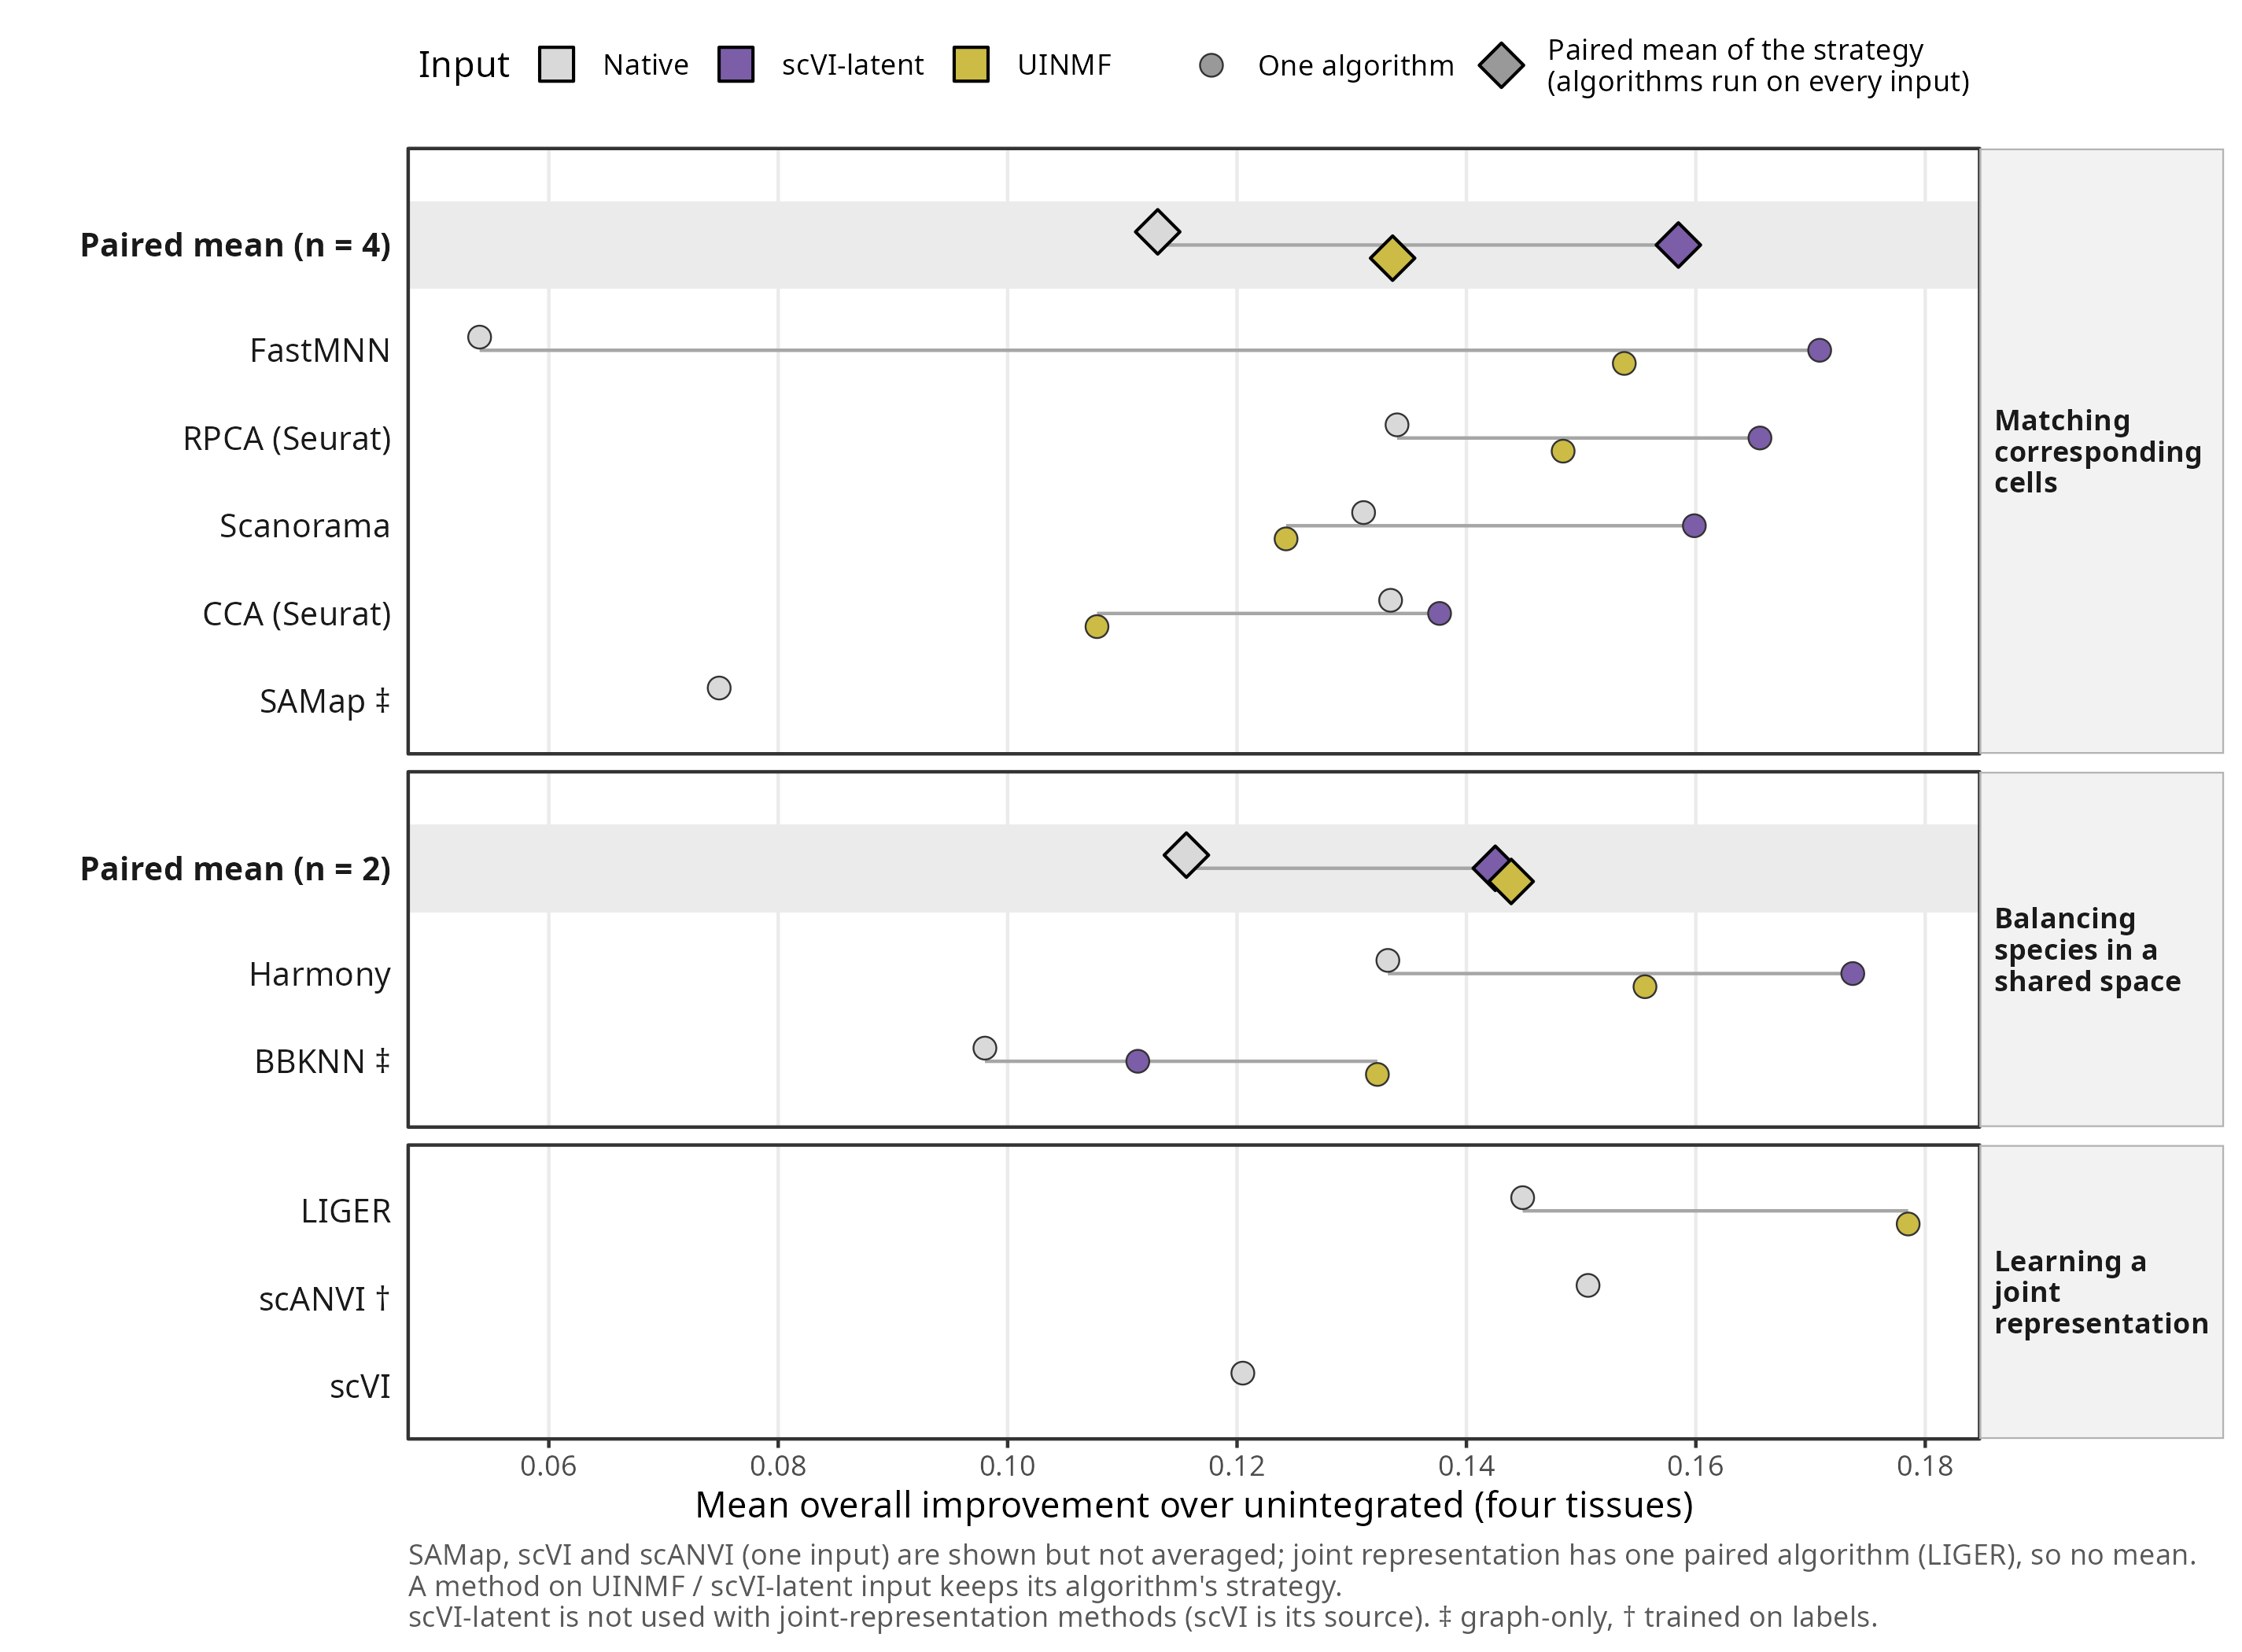 Input Native scVI-latent UINMF One algorithm Paired mean of the strategy
(algorithms run on every input)
Paired mean (n = 4)
FastMNN
RPCA (Seurat)
Scanorama
CCA (Seurat)
SAMap ‡
Matching
corresponding
cells
Paired mean (n = 2)
Harmony
BBKNN ‡
Balancing
species in a
shared space
LIGER
scANVI †
scVI
Learning a
joint
representation
0.06 0.08 0.10 0.12 0.14 0.16 0.18
Mean overall improvement over unintegrated (four tissues)
SAMap, scVI and scANVI (one input) are shown but not averaged; joint representation has one paired algorithm (LIGER), so no mean.
A method on UINMF / scVI-latent input keeps its algorithm's strategy.
scVI-latent is not used with joint-representation methods (scVI is its source). ‡ graph-only, † trained on labels.